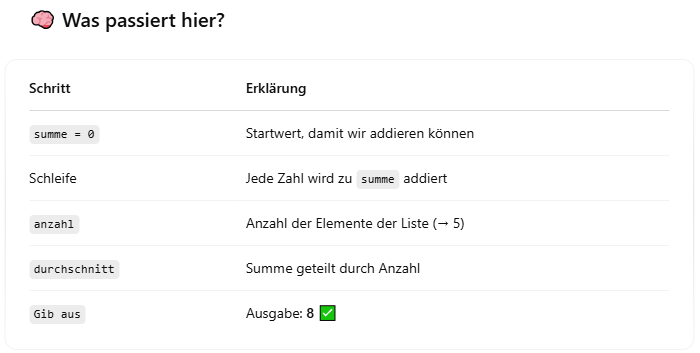 🧠 Was passiert hier?
Schritt Erklärung
summe = 0 Startwert, damit wir addieren können
Schleife Jede Zahl wird zu summe addiert
anzahl Anzahl der Elemente der Liste (→ 5)
durchschnitt Summe geteilt durch Anzahl
Gib aus Ausgabe: 8 ✅